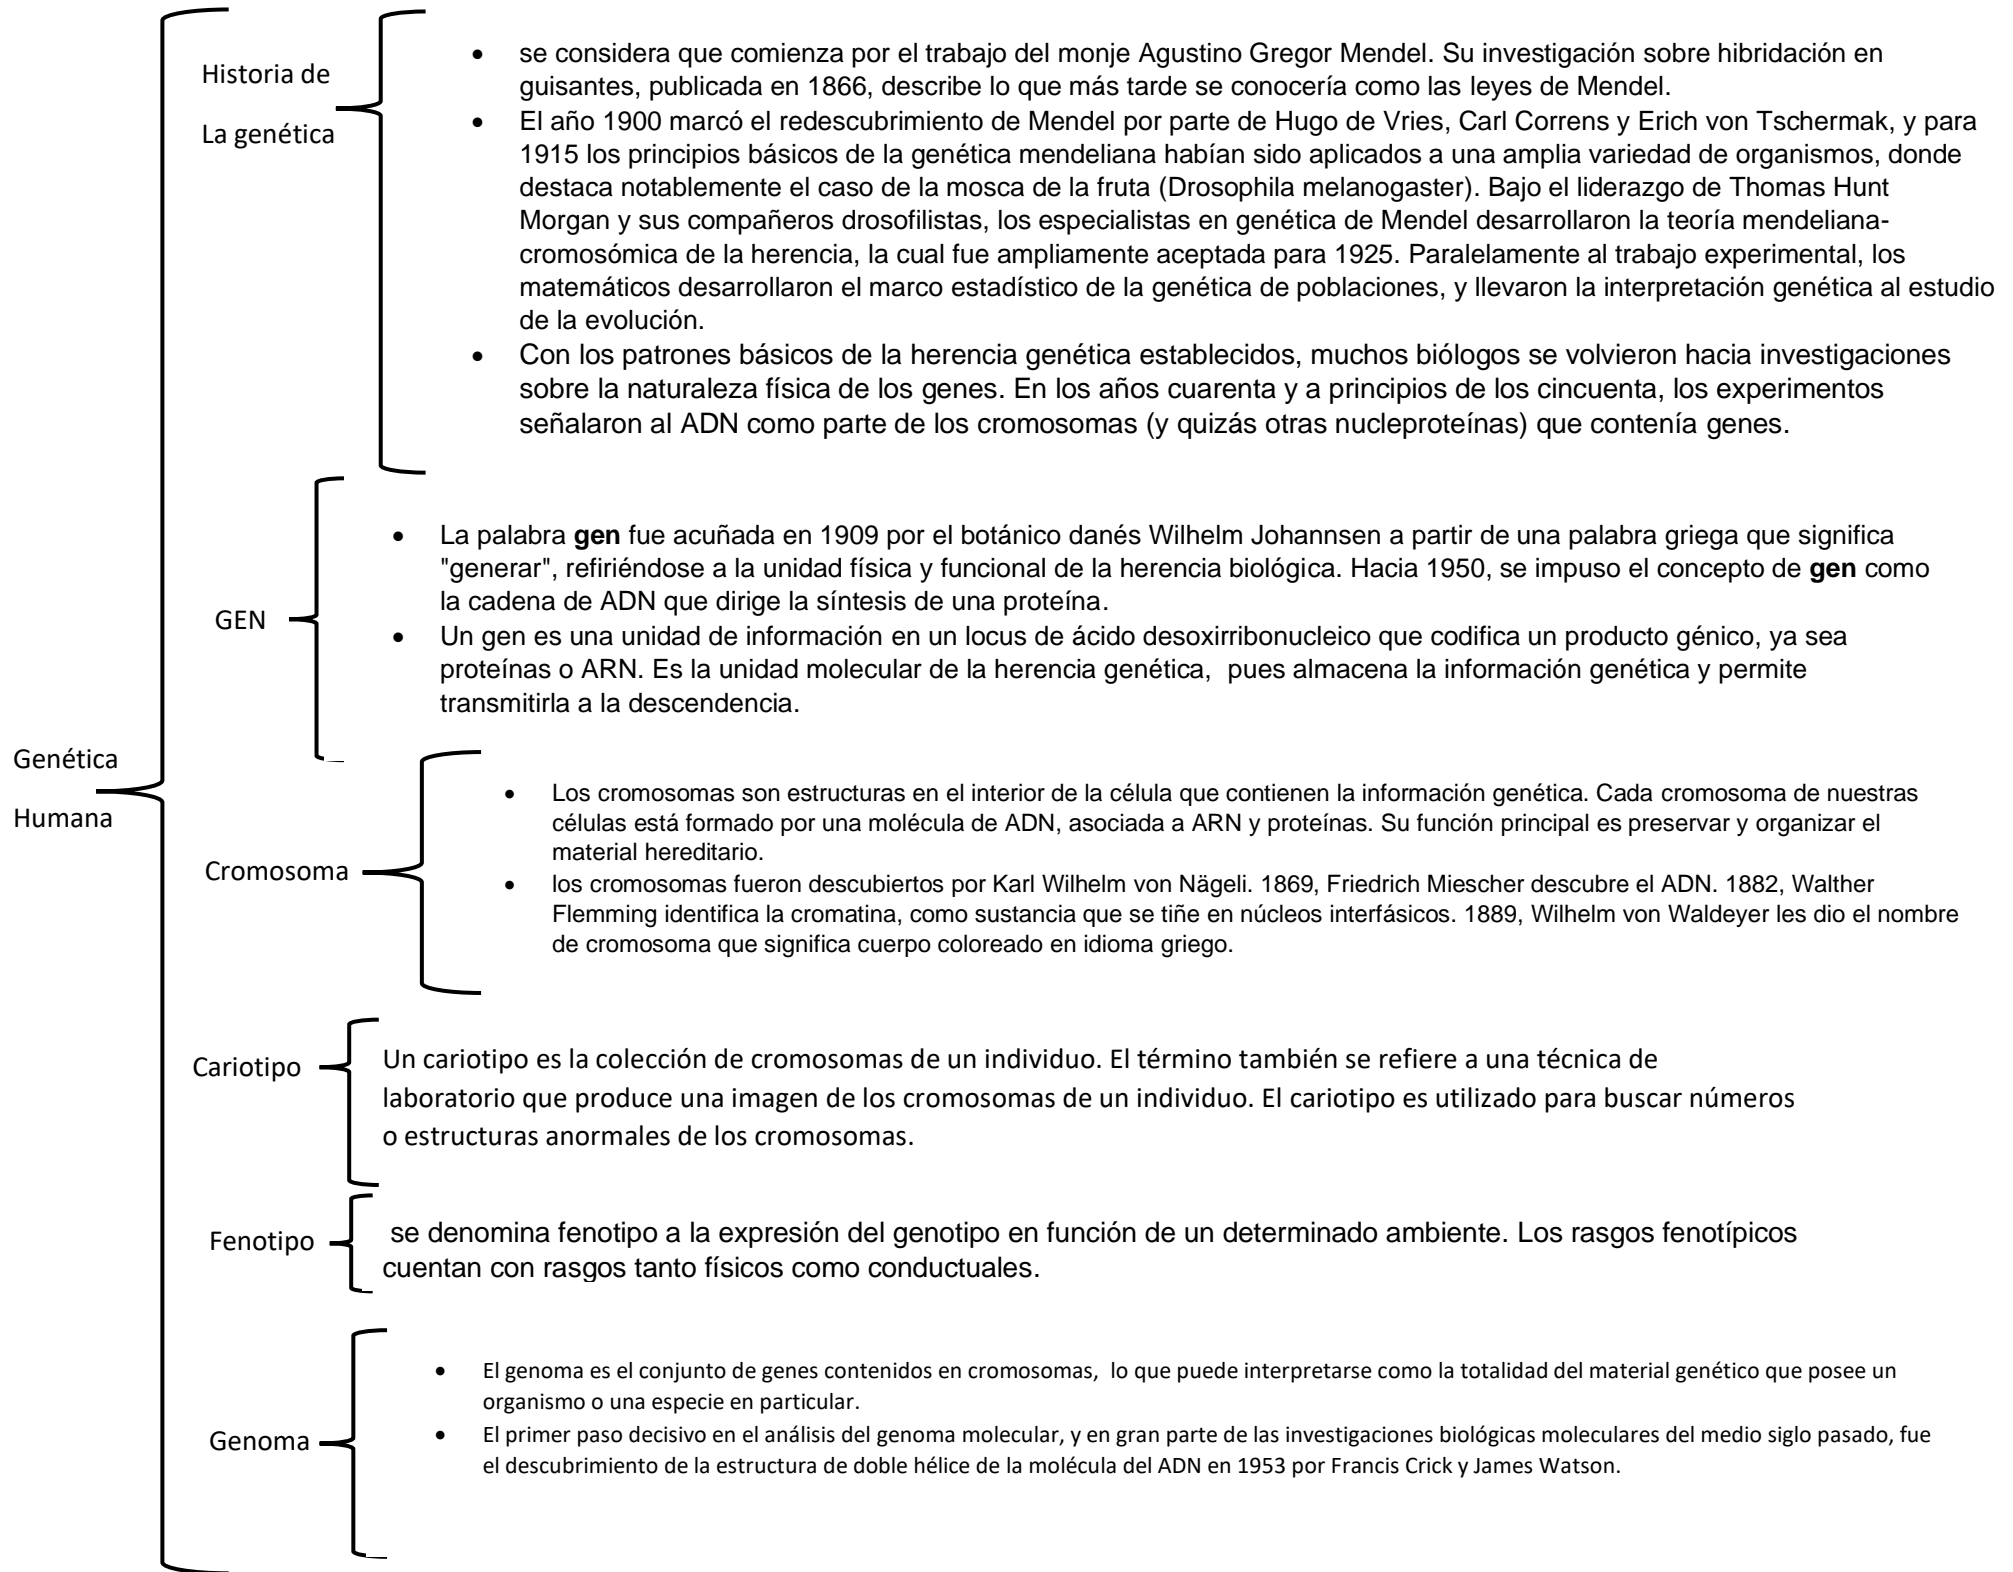 Genética
Humana
Historia de
La genética
• se considera que comienza por el trabajo del monje Agustino Gregor Mendel. Su investigación sobre hibridación en
guisantes, publicada en 1866, describe lo que más tarde se conocería como las leyes de Mendel.
• El año 1900 marcó el redescubrimiento de Mendel por parte de Hugo de Vries, Carl Correns y Erich von Tschermak, y para
1915 los principios básicos de la genética mendeliana habían sido aplicados a una amplia variedad de organismos, donde
destaca notablemente el caso de la mosca de la fruta (Drosophila melanogaster). Bajo el liderazgo de Thomas Hunt
Morgan y sus compañeros drosofilistas, los especialistas en genética de Mendel desarrollaron la teoría mendeliana-
cromosómica de la herencia, la cual fue ampliamente aceptada para 1925. Paralelamente al trabajo experimental, los
matemáticos desarrollaron el marco estadístico de la genética de poblaciones, y llevaron la interpretación genética al estudio
de la evolución.
• Con los patrones básicos de la herencia genética establecidos, muchos biólogos se volvieron hacia investigaciones
sobre la naturaleza física de los genes. En los años cuarenta y a principios de los cincuenta, los experimentos
señalaron al ADN como parte de los cromosomas (y quizás otras nucleproteínas) que contenía genes.
GEN
• La palabra gen fue acuñada en 1909 por el botánico danés Wilhelm Johannsen a partir de una palabra griega que significa
"generar", refiriéndose a la unidad física y funcional de la herencia biológica. Hacia 1950, se impuso el concepto de gen como
la cadena de ADN que dirige la síntesis de una proteína.
• Un gen es una unidad de información en un locus de ácido desoxirribonucleico que codifica un producto génico, ya sea
proteínas o ARN. Es la unidad molecular de la herencia genética, pues almacena la información genética y permite
transmitirla a la descendencia.
Cromosoma
• Los cromosomas son estructuras en el interior de la célula que contienen la información genética. Cada cromosoma de nuestras
células está formado por una molécula de ADN, asociada a ARN y proteínas. Su función principal es preservar y organizar el
material hereditario.
• los cromosomas fueron descubiertos por Karl Wilhelm von Nägeli. 1869, Friedrich Miescher descubre el ADN. 1882, Walther
Flemming identifica la cromatina, como sustancia que se tiñe en núcleos interfásicos. 1889, Wilhelm von Waldeyer les dio el nombre
de cromosoma que significa cuerpo coloreado en idioma griego.
Cariotipo
Un cariotipo es la colección de cromosomas de un individuo. El término también se refiere a una técnica de
laboratorio que produce una imagen de los cromosomas de un individuo. El cariotipo es utilizado para buscar números
o estructuras anormales de los cromosomas.
Fenotipo
se denomina fenotipo a la expresión del genotipo en función de un determinado ambiente. Los rasgos fenotípicos
cuentan con rasgos tanto físicos como conductuales.
Genoma
• El genoma es el conjunto de genes contenidos en cromosomas, lo que puede interpretarse como la totalidad del material genético que posee un
organismo o una especie en particular.
• El primer paso decisivo en el análisis del genoma molecular, y en gran parte de las investigaciones biológicas moleculares del medio siglo pasado, fue
el descubrimiento de la estructura de doble hélice de la molécula del ADN en 1953 por Francis Crick y James Watson.